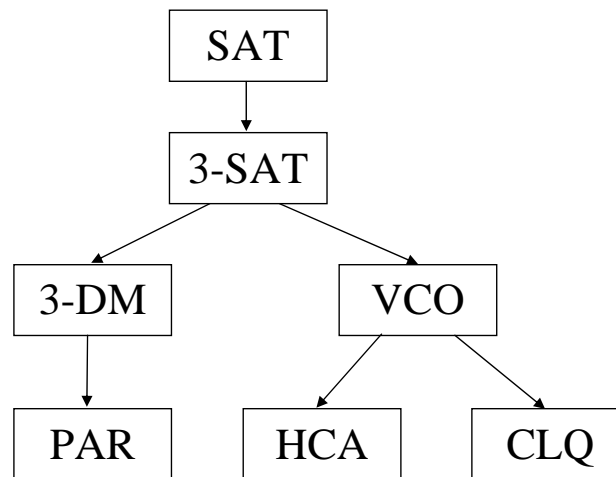 SAT
3-SAT
3-DM
VCO
PAR
HCA
CLQ